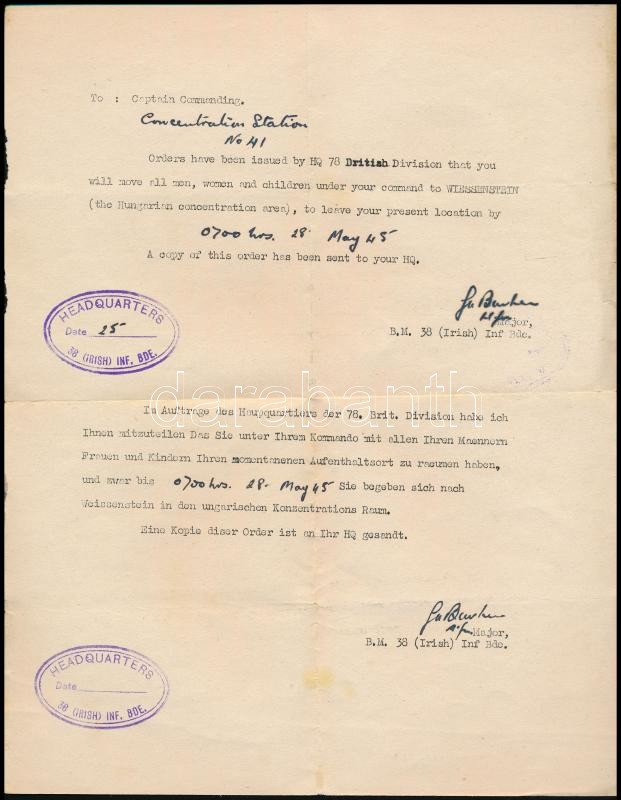 To : Captain Commanding.
Concentration Station
No 41
Orders have been issued by HQ 78 British Division that you
will move all men, women and children under your command to WIESSENSTEIN
(the Hungarian concentration area), to leave your present location by
0700 hrs. 28 May 45
A copy of this order has been sent to your HQ.
Major,
B.M. 38 (Irish) Inf Bde.
HEADQUARTERS
Date 25
38 (IRISH) INF. BDE.
darabanth
In Auftrage des Haupquartiers der 78. Brit. Division habe ich
Ihnen mitzuteilen Das Sie unter Ihrem Kommando mit allen Ihren Maennern
Frauen und Kindern Ihren momentanenen Aufenthaltsort zu raeumen haben,
und zwar bis 0700 hrs. 28. May 45 Sie begeben sich nach
Weissenstein in den ungarischen Konzentrations Raum.
Eine Kopie diser Order ist an Ihr HQ gesandt.
Major,
B.M. 38 (Irish) Inf Bde.
HEADQUARTERS
Date
38 (IRISH) INF. BDE.